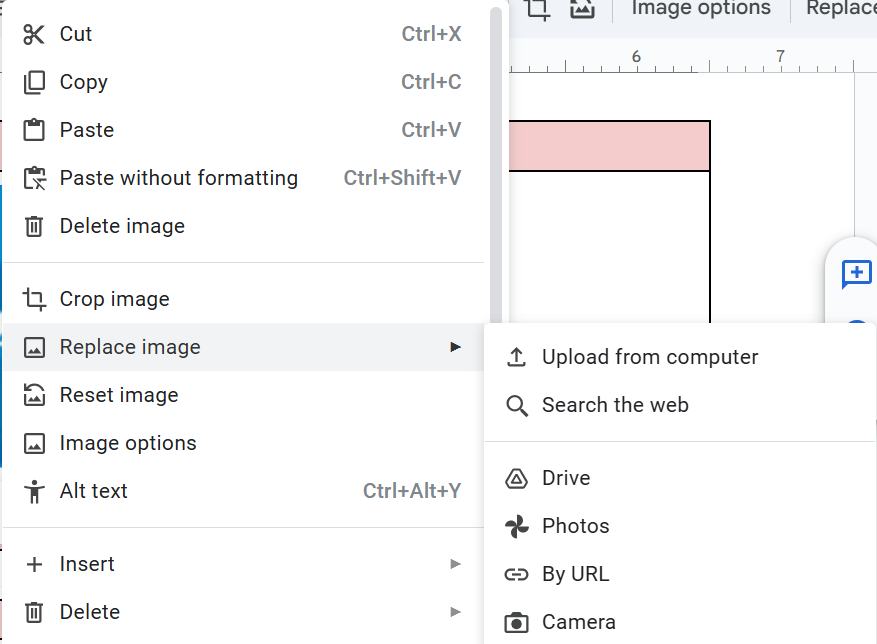 Image options
Replace
6
7
Cut Ctrl+X
Copy Ctrl+C
Paste Ctrl+V
Paste without formatting Ctrl+Shift+V
Delete image
Crop image
Replace image
Reset image
Image options
Alt text Ctrl+Alt+Y
Insert
Delete
Upload from computer
Search the web
Drive
Photos
By URL
Camera